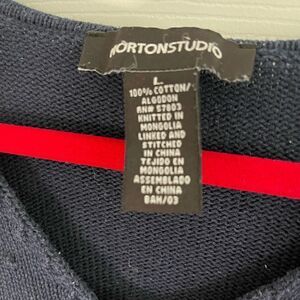 NORTONSTUDIO
L
100% COTTON/
ALGODON
RN# 57803
KNITTED IN
MONGOLIA
LINKED AND
STITCHED
IN CHINA
TEJIDO EN
MONGOLIA
ASSEMBLADO
EN CHINA
8AH/03